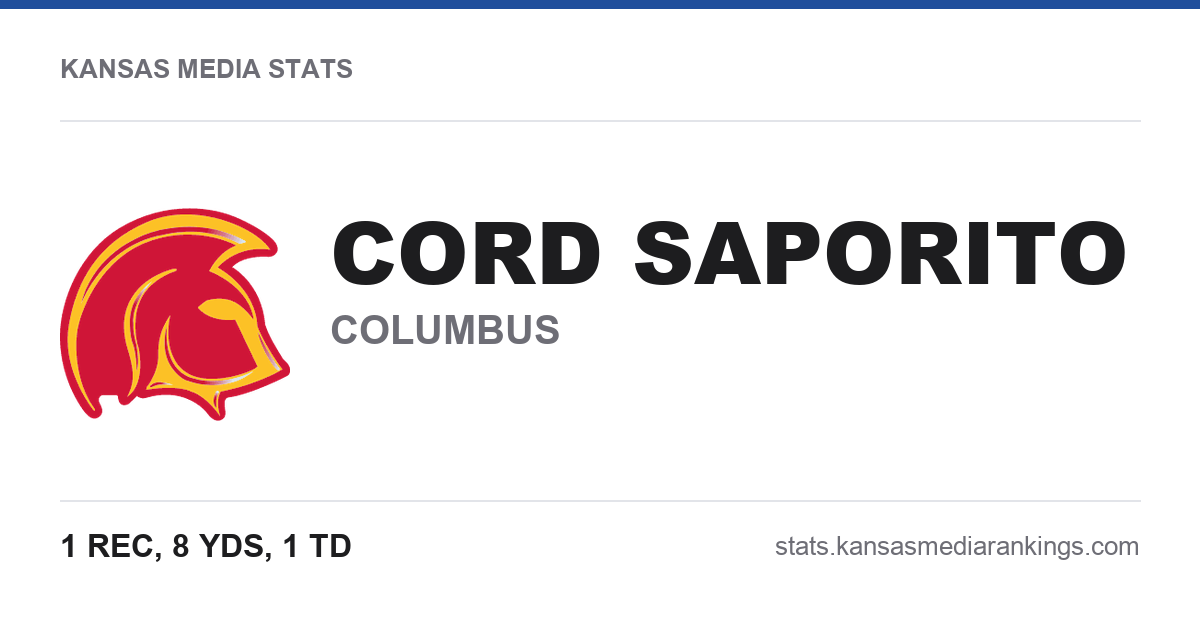 KANSAS MEDIA STATS
CORD SAPORITO
COLUMBUS
1 REC, 8 YDS, 1 TD
stats.kansasmediarankings.com